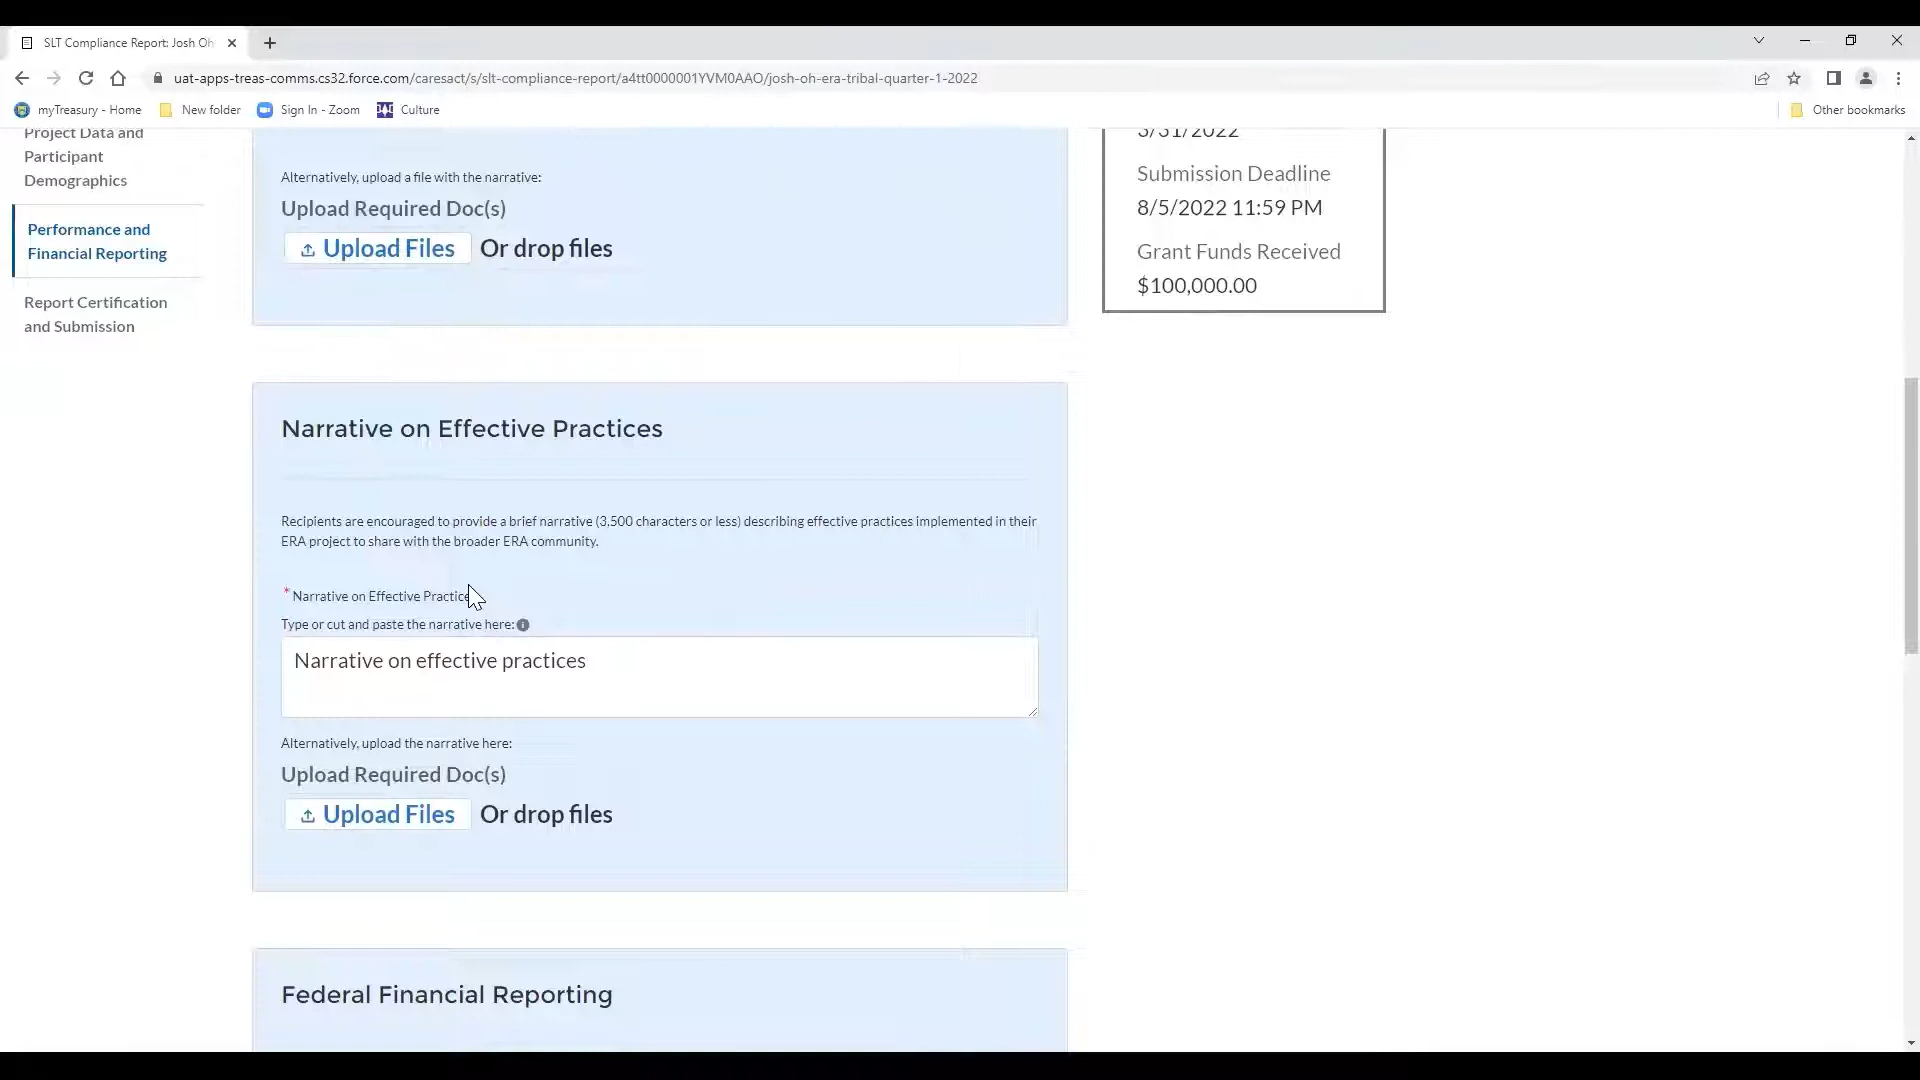 SLT Compliance Report: Josh Oh
uat-apps-treas-comms.cs32.force.com/caresact/s/slt-compliance-report/a4tt0000001YVM0AAO/josh-oh-era-tribal-quarter-1-2022
myTreasury - Home
New folder
Sign In - Zoom
Culture
Other bookmarks
Project Data and
Participant
Demographics
Performance and
Financial Reporting
Report Certification
and Submission
Alternatively, upload a file with the narrative:
Upload Required Doc(s)
Upload Files Or drop files
3/31/2022
Submission Deadline
8/5/2022 11:59 PM
Grant Funds Received
$100,000.00
Narrative on Effective Practices
Recipients are encouraged to provide a brief narrative (3,500 characters or less) describing effective practices implemented in their
ERA project to share with the broader ERA community.
* Narrative on Effective Practice
Type or cut and paste the narrative here:
Narrative on effective practices
Alternatively, upload the narrative here:
Upload Required Doc(s)
Upload Files Or drop files
Federal Financial Reporting